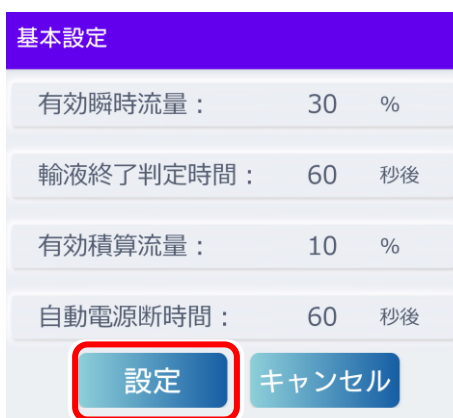 基本設定
有効瞬時流量： 30 %
輸液終了判定時間： 60 秒後
有効積算流量： 10 %
自動電源断時間： 60 秒後
設定 キャンセル